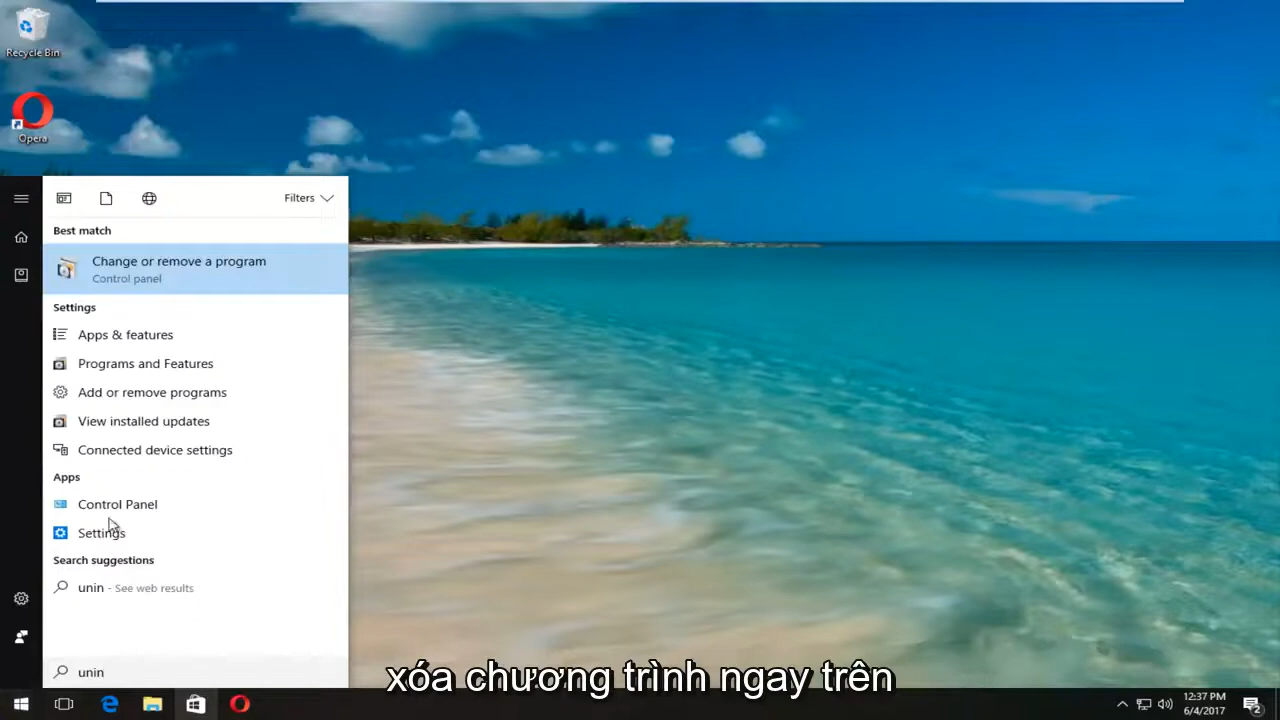 Recycle Bin
Opera
Filters
Best match
Change or remove a program
Control panel
Settings
Apps & features
Programs and Features
Add or remove programs
View installed updates
Connected device settings
Apps
Control Panel
Settings
Search suggestions
unin - See web results
unin
xóa chương trình ngay trên
12:37 PM
6/4/2017
2